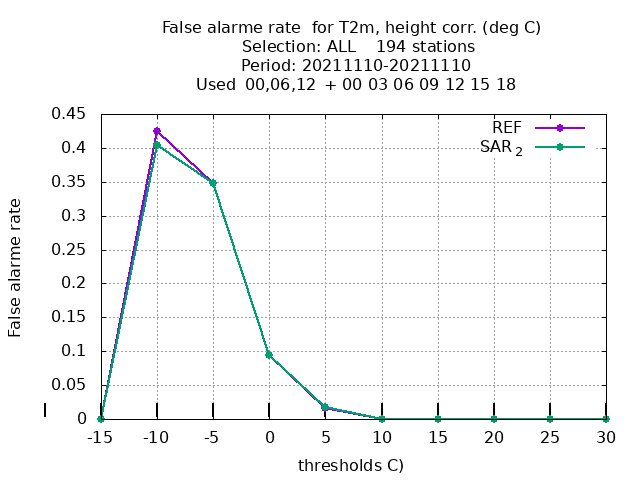 False alarme rate  for T2m, height corr. (deg C)
Selection: ALL    194 stations
Period: 20211110-20211110
Used  00,06,12  + 00 03 06 09 12 15 18
REF
SAR 2
0.45
0.4
0.35
0.3
0.25
0.2
0.15
0.1
0.05
0
False alarme rate
-15 -10 -5 0 5 10 15 20 25 30
thresholds C)